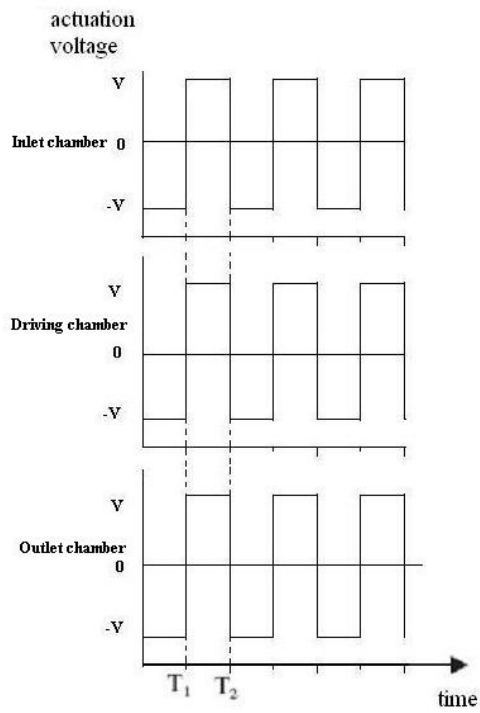 actuation
voltage
V
Inlet chamber 0
-V
V
Driving chamber
0
-V
V
Outlet chamber
0
-V
T1 T2
time